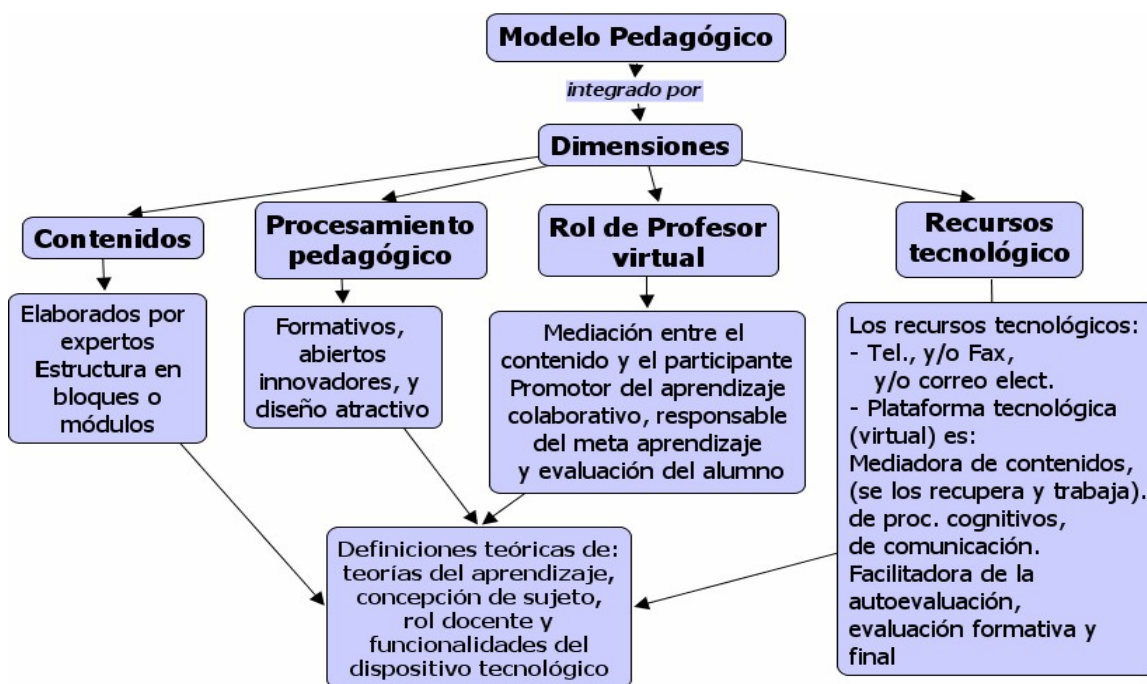 Modelo Pedagógico
integrado por
Dimensiones
Contenidos
Procesamiento
pedagógico
Rol de Profesor
virtual
Recursos
tecnológico
Elaborados por
expertos
Estructura en
bloques o
módulos
Formativos,
abiertos
innovadores, y
diseño atractivo
Mediación entre el
contenido y el participante
Promotor del aprendizaje
colaborativo, responsable
del meta aprendizaje
y evaluación del alumno
Los recursos tecnológicos:
- Tel., y/o Fax,
y/o correo elect.
- Plataforma tecnológica
(virtual) es:
Mediadora de contenidos,
(se los recupera y trabaja).
de proc. cognitivos,
de comunicación.
Facilitadora de la
autoevaluación,
evaluación formativa y
final
Definiciones teóricas de:
teorías del aprendizaje,
concepción de sujeto,
rol docente y
funcionalidades del
dispositivo tecnológico